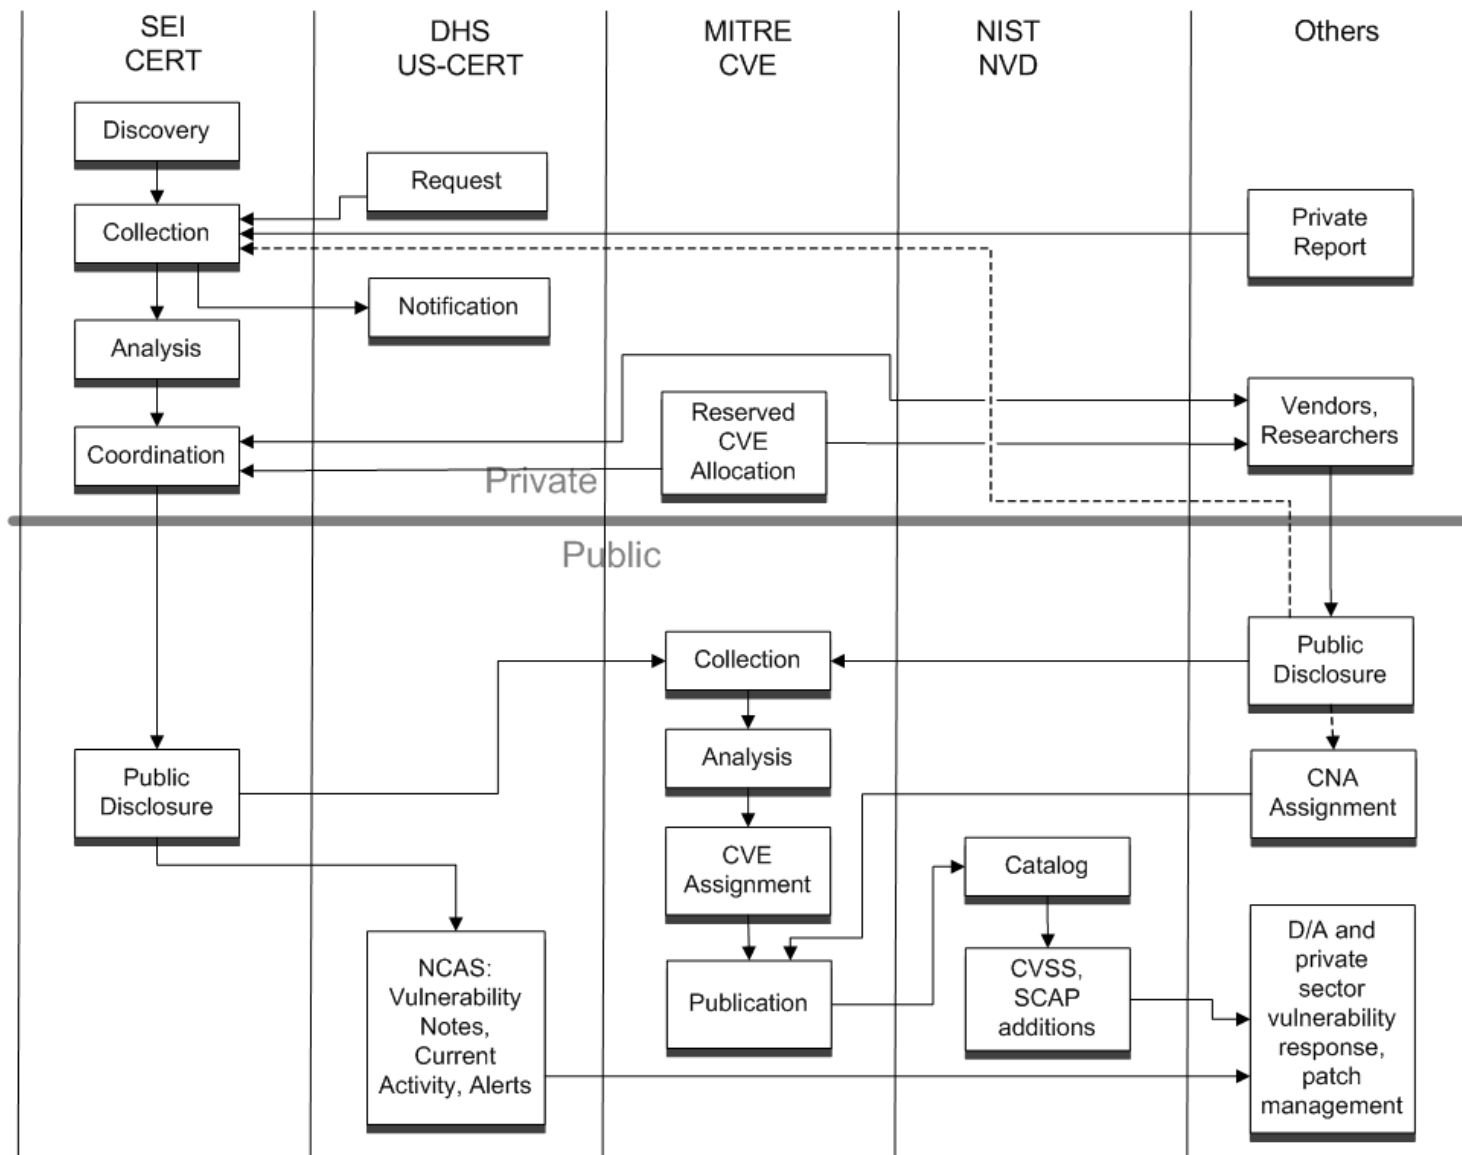 SEI
CERT
DHS
US-CERT
MITRE
CVE
NIST
NVD
Others
Discovery
Request
Collection
Private
Report
Notification
Analysis
Reserved
CVE
Allocation
Vendors,
Researchers
Coordination
Private
Public
Collection
Public
Disclosure
Analysis
Public
Disclosure
CNA
Assignment
CVE
Assignment
Catalog
NCAS:
Vulnerability
Notes,
Current
Activity, Alerts
Publication
CVSS,
SCAP
additions
D/A and
private
sector
vulnerability
response,
patch
management